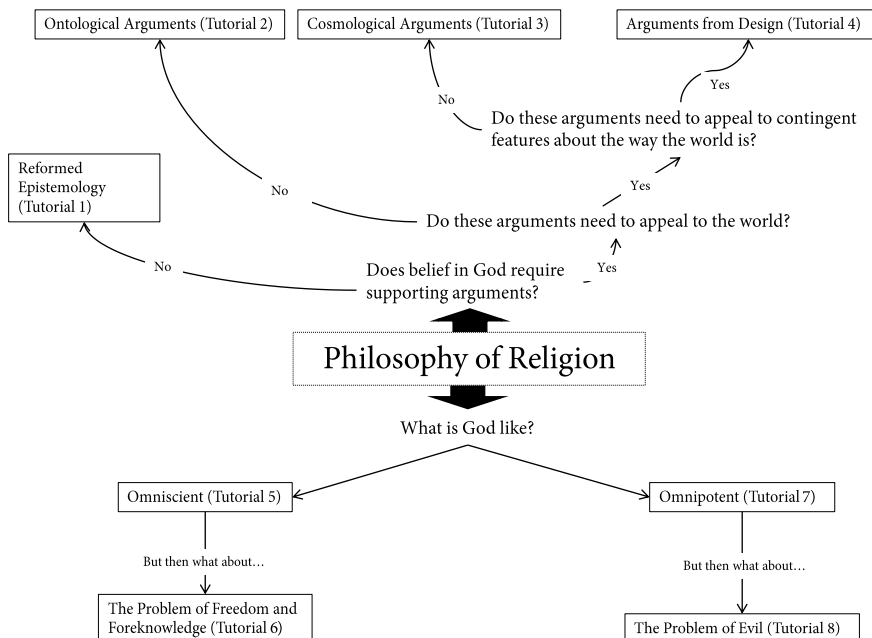 Ontological Arguments (Tutorial 2)
Cosmological Arguments (Tutorial 3)
Arguments from Design (Tutorial 4)
Yes
No
Do these arguments need to appeal to contingent
features about the way the world is?
Reformed
Epistemology
(Tutorial 1)
Yes
No
Do these arguments need to appeal to the world?
No
Does belief in God require
supporting arguments?
Yes
Philosophy of Religion
What is God like?
Omniscient (Tutorial 5)
Omnipotent (Tutorial 7)
But then what about…
But then what about…
The Problem of Freedom and
Foreknowledge (Tutorial 6)
The Problem of Evil (Tutorial 8)